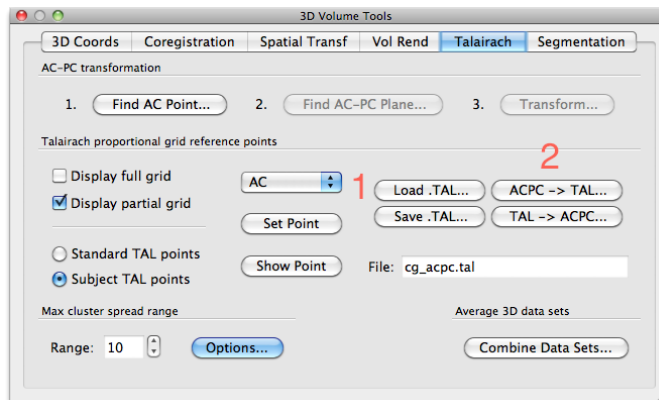 3D Volume Tools
3D Coords Coregistration Spatial Transf Vol Rend Talairach Segmentation
AC-PC transformation
1. Find AC Point... 2. Find AC-PC Plane... 3. Transform...
Talairach proportional grid reference points
2
Display full grid
AC
1
Load .TAL...
ACPC -> TAL...
Display partial grid
Set Point
Save .TAL...
TAL -> ACPC...
Standard TAL points
Subject TAL points
Show Point
File: cg_acpc.tal
Max cluster spread range
Average 3D data sets
Range: 10
Options...
Combine Data Sets...